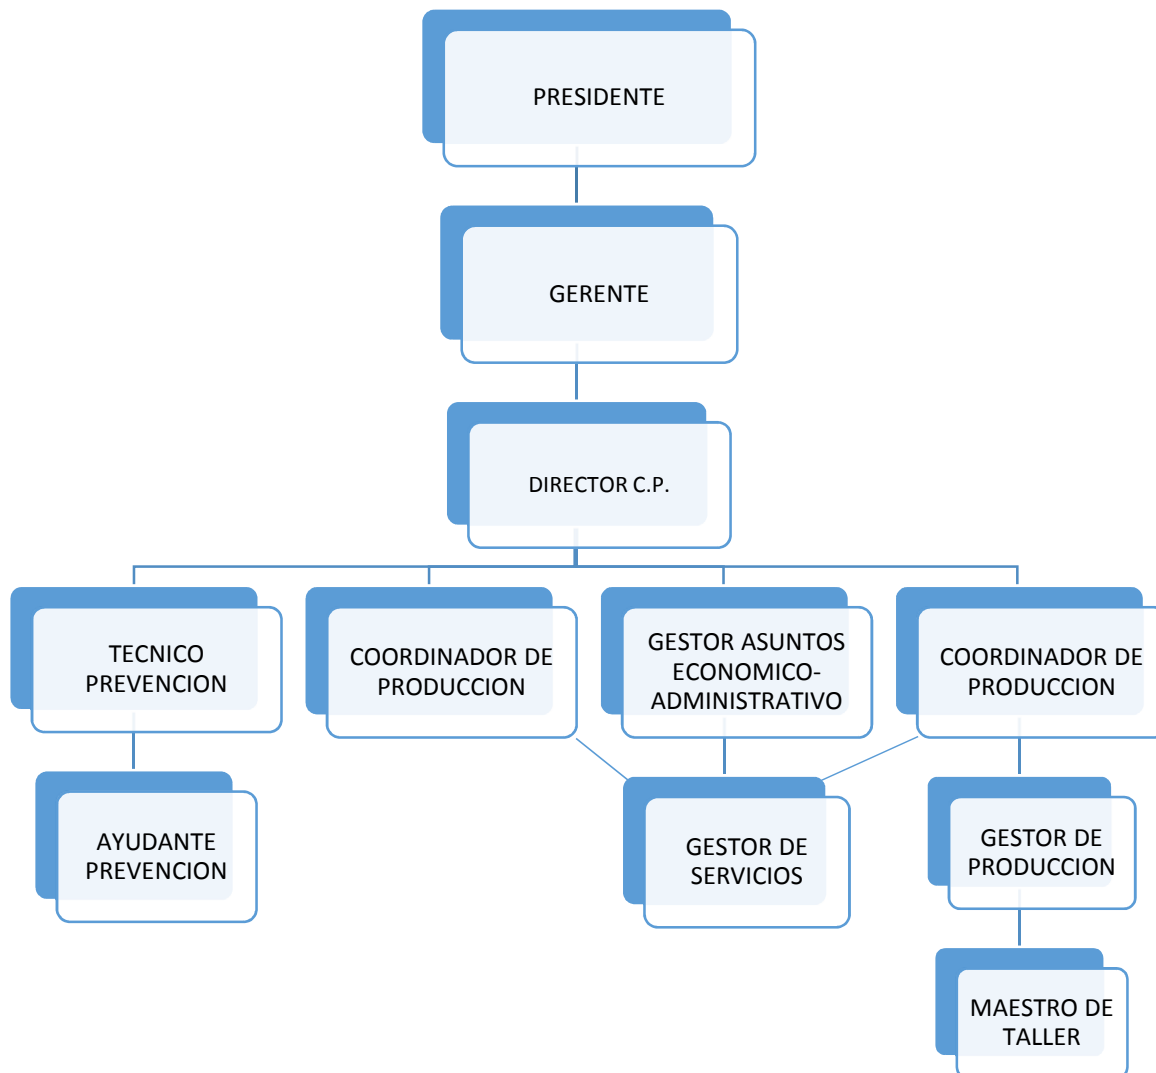 PRESIDENTE
GERENTE
DIRECTOR C.P.
TECNICO
PREVENCION
COORDINADOR DE
PRODUCCION
GESTOR ASUNTOS
ECONOMICO-
ADMINISTRATIVO
COORDINADOR DE
PRODUCCION
AYUDANTE
PREVENCION
GESTOR DE
SERVICIOS
GESTOR DE
PRODUCCION
MAESTRO DE
TALLER